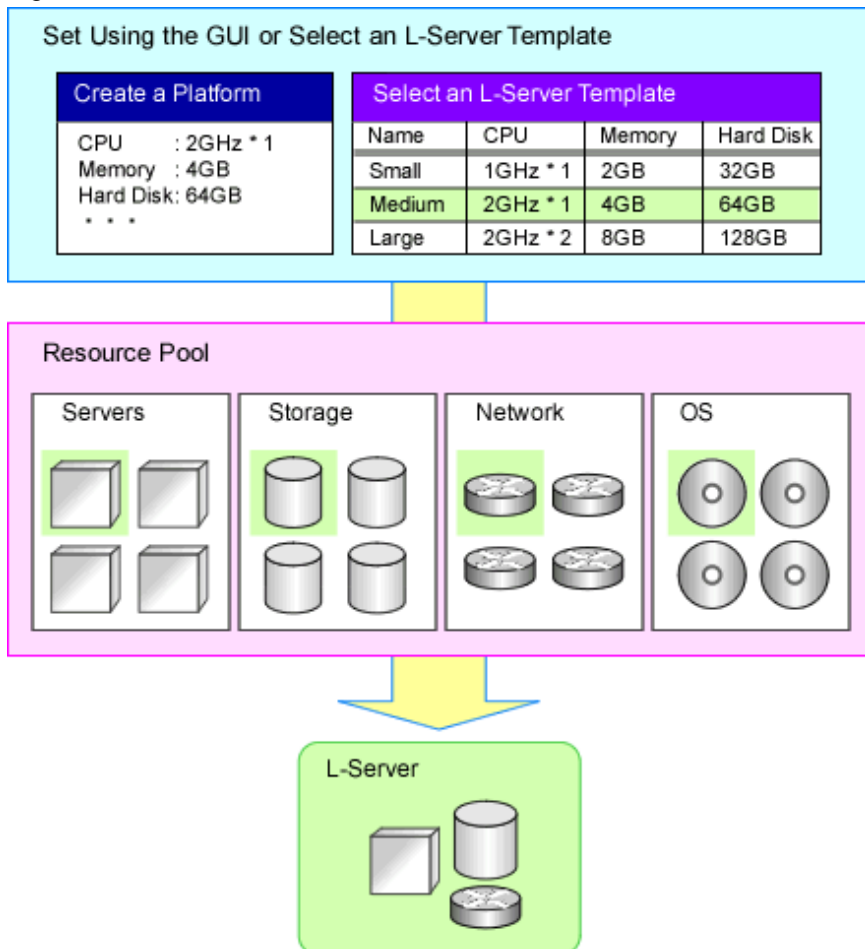 Set Using the GUI or Select an L-Server Template
Create a Platform
CPU : 2GHz * 1
Memory : 4GB
Hard Disk: 64GB
* * *
Select an L-Server Template
Name CPU Memory Hard Disk
Small 1GHz * 1 2GB 32GB
Medium 2GHz * 1 4GB 64GB
Large 2GHz * 2 8GB 128GB
Resource Pool
Servers Storage Network OS
L-Server